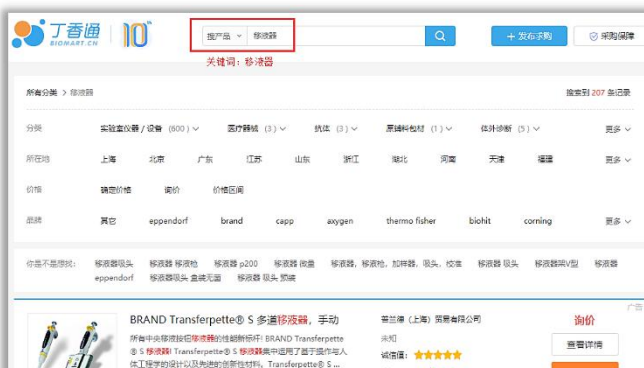 丁香通
BIOMART.CN
10th
搜产品 移液器
+ 发布求购
采购保障
关键词：移液器
所有分类 > 移液器
搜索到 207 条记录
分类 实验室仪器 / 设备 (600) 医疗器械 (3) 抗体 (3) 原辅料包材 (1) 体外诊断 (5) 更多
所在地 上海 北京 广东 江苏 山东 浙江 湖北 河南 天津 福建 更多
价格 确定价格 询价 价格区间
品牌 其它 eppendorf brand capp axygen thermo fisher biohit corning 更多
你是不是想找： 移液器吸头 移液器 移液枪 移液器 p200 移液器 微量 移液器，移液枪，加样器，吸头，校准 移液器 吸头 移液器架V型 移液器
eppendorf 移液器吸头 盒装无菌 移液器 吸头 预装
广告
BRAND Transferpette® S 多道移液器，手动
普兰德（上海）贸易有限公司
询价
所有中央移液按钮移液器的性能新标杆! BRAND Transferpette
® S 移液器! Transferpette® S 移液器集中运用了基于操作与人
体工程学的设计以及先进的创新性材料。Transferpette® S ...
未知
诚信值：
查看详情